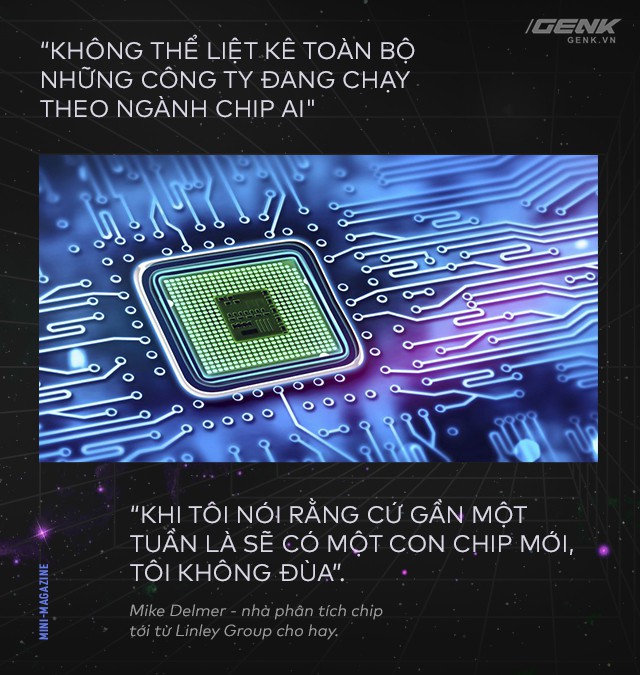 GENK
GENK.VN
“KHÔNG THỂ LIỆT KÊ TOÀN BỘ
NHỮNG CÔNG TY ĐANG CHẠY
THEO NGÀNH CHIP AI"
“KHI TÔI NÓI RẰNG CỨ GẦN MỘT
TUẦN LÀ SẼ CÓ MỘT CON CHIP MỚI,
TÔI KHÔNG ĐÙA”.
Mike Delmer - nhà phân tích chip
tới từ Linley Group cho hay.
MINI-MAGAZINE